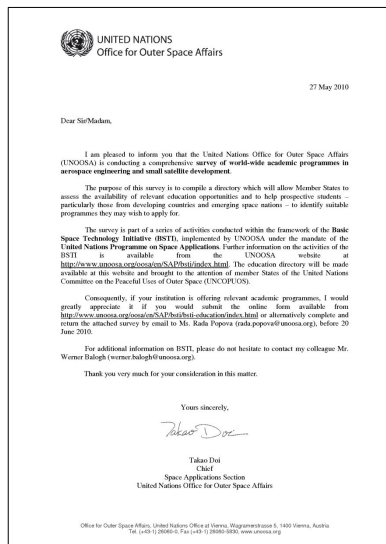 UNITED NATIONS
Office for Outer Space Affairs
27 May 2010
Dear Sir/Madam,
I am pleased to inform you that the United Nations Office for Outer Space Affairs
(UNOOSA) is conducting a comprehensive survey of world-wide academic programmes in
aerospace engineering and small satellite development.
The purpose of this survey is to compile a directory which will allow Member States to
assess the availability of relevant education opportunities and to help prospective students –
particularly those from developing countries and emerging space nations – to identify suitable
programmes they may wish to apply for.
The survey is part of a series of activities conducted within the framework of the Basic
Space Technology Initiative (BSTI), implemented by UNOOSA under the mandate of the
United Nations Programme on Space Applications. Further information on the activities of the
BSTI is available from the UNOOSA website at
http://www.unoosa.org/oosa/en/SAP/bsti/index.html. The education directory will be made
available at this website and brought to the attention of member States of the United Nations
Committee on the Peaceful Uses of Outer Space (UNCOPUOS).
Consequently, if your institution is offering relevant academic programmes, I would
greatly appreciate it if you would submit the online form available from
http://www.unoosa.org/oosa/en/SAP/bsti/bsti-education/index.html or alternatively complete and
return the attached survey by email to Ms. Rada Popova (rada.popova@unoosa.org), before 20
June 2010.
For additional information on BSTI, please do not hesitate to contact my colleague Mr.
Werner Balogh (werner.balogh@unoosa.org).
Thank you very much for your consideration in this matter.
Yours sincerely,
Takao Doi
Takao Doi
Chief
Space Applications Section
United Nations Office for Outer Space Affairs
Office for Outer Space Affairs, United Nations Office at Vienna, Wagramerstrasse 5, 1400 Vienna, Austria
Tel. (+43-1) 26060-0, Fax (+43-1) 26060-5830, www.unoosa.org